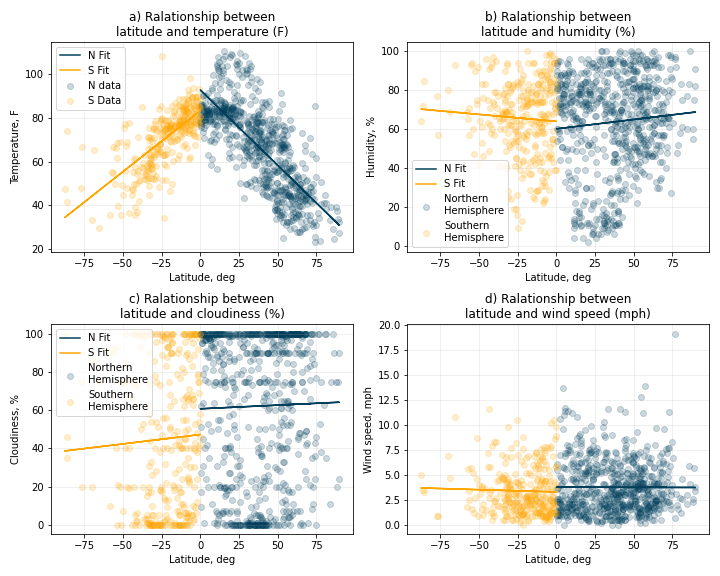 a) Ralationship between
latitude and temperature (F)
N Fit
S Fit
N data
S Data
100
80
60
40
20
Temperature, F
−75
−50
−25
0
25
50
75
Latitude, deg
b) Ralationship between
latitude and humidity (%)
100
80
60
40
20
0
Humidity, %
N Fit
S Fit
Northern
Hemisphere
Southern
Hemisphere
−75
−50
−25
0
25
50
75
Latitude, deg
c) Ralationship between
latitude and cloudiness (%)
N Fit
S Fit
Northern
Hemisphere
Southern
Hemisphere
100
80
60
40
20
0
Cloudiness, %
−75
−50
−25
0
25
50
75
Latitude, deg
d) Ralationship between
latitude and wind speed (mph)
20.0
17.5
15.0
12.5
10.0
7.5
5.0
2.5
0.0
Wind speed, mph
−75
−50
−25
0
25
50
75
Latitude, deg